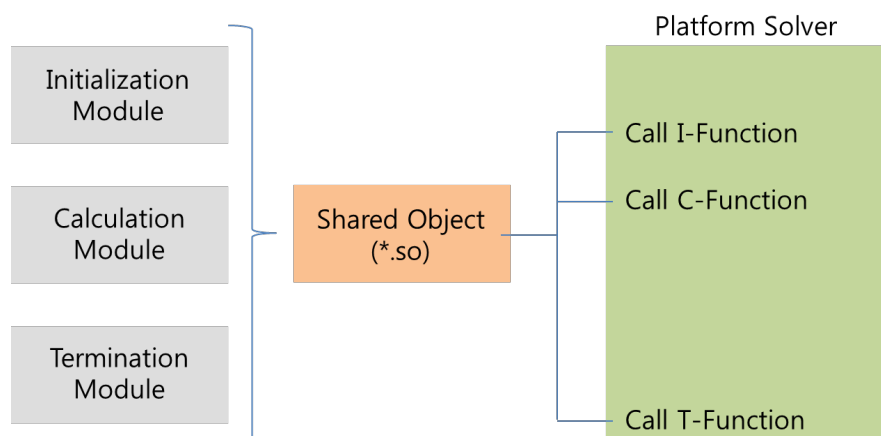 Initialization
Module
Calculation
Module
Termination
Module
Shared Object
(*.so)
Platform Solver
Call I-Function
Call C-Function
Call T-Function